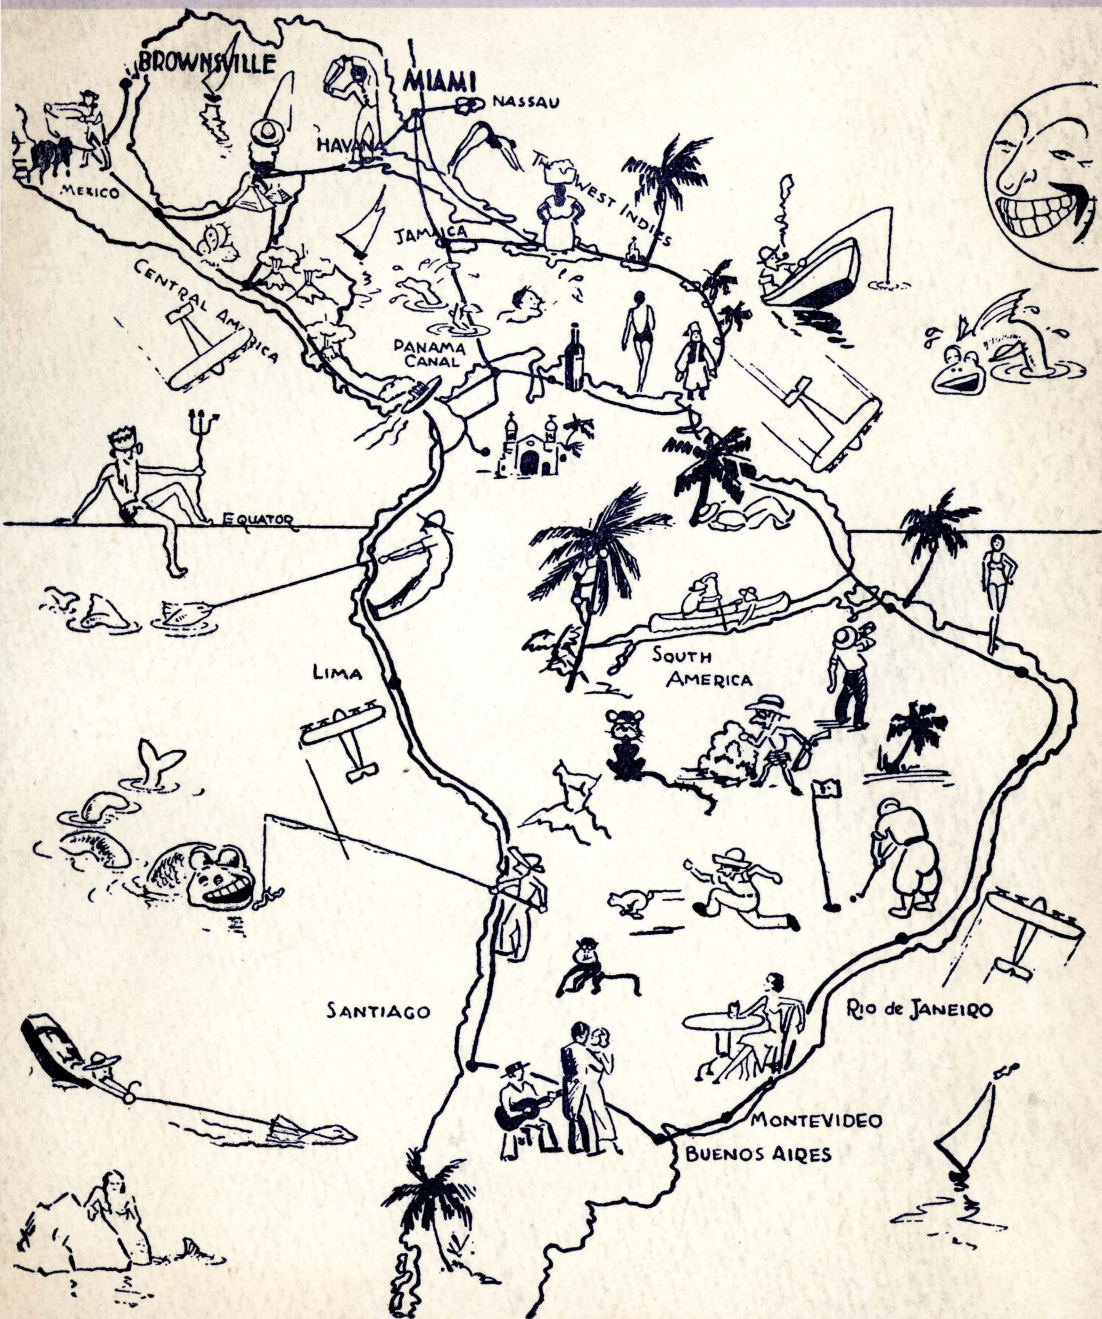 BROWNSVILLE
MIAMI
NASSAU
HAVANA
MEXICO
THE WEST INDIES
JAMAICA
CENTRAL AMERICA
PANAMA
CANAL
EQUATOR
LIMA
SOUTH
AMERICA
SANTIAGO
RIO de JANEIRO
MONTEVIDEO
BUENOS AIRES